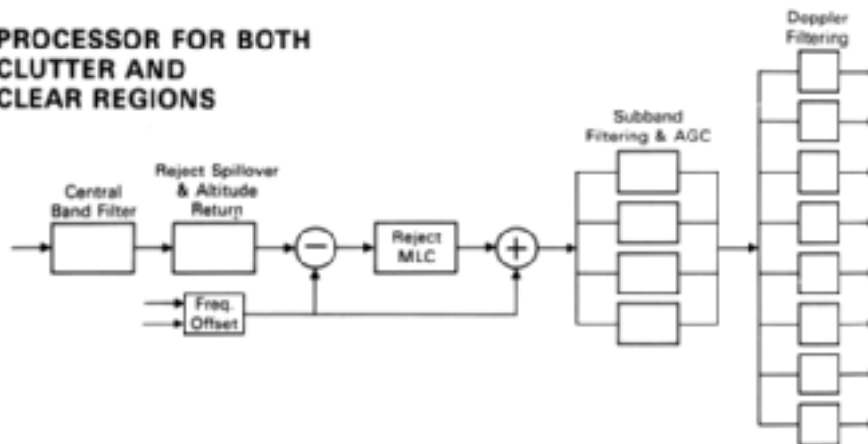 PROCESSOR FOR BOTH
CLUTTER AND
CLEAR REGIONS
Doppler
Filtering
Subband
Filtering & AGC
Reject Spillover
& Altitude
Return
Central
Band Filter
−
Reject
MLC
+
Freq.
Offset